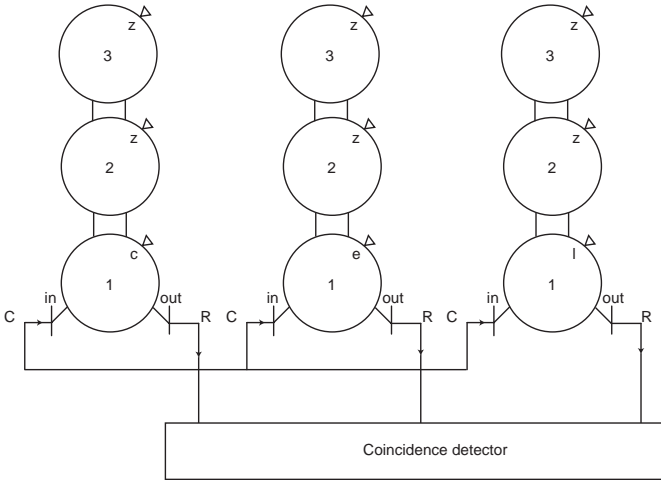 z z z
3 3 3
z z z
2 2 2
c e l
1 1 1
in out in out in out
C R C R C R
Coincidence detector